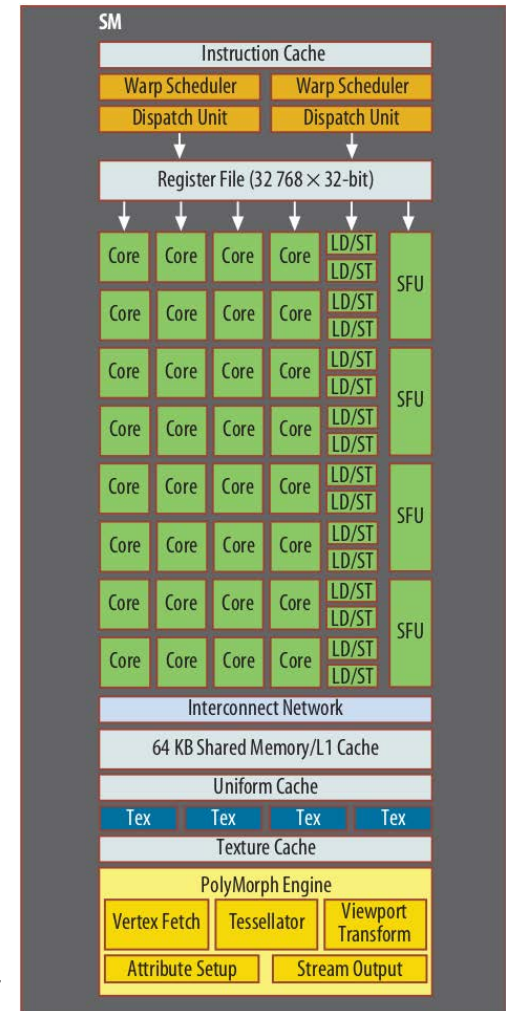 SM
Instruction Cache
Warp Scheduler Warp Scheduler
Dispatch Unit Dispatch Unit
Register File (32 768 × 32-bit)
Core Core Core Core LD/ST SFU
LD/ST
Core Core Core Core LD/ST
LD/ST
Core Core Core Core LD/ST SFU
LD/ST
Core Core Core Core LD/ST
LD/ST
Core Core Core Core LD/ST SFU
LD/ST
Core Core Core Core LD/ST
LD/ST
Core Core Core Core LD/ST SFU
LD/ST
Core Core Core Core LD/ST
LD/ST
Interconnect Network
64 KB Shared Memory/L1 Cache
Uniform Cache
Tex Tex Tex Tex
Texture Cache
PolyMorph Engine
Vertex Fetch Tessellator Viewport
Transform
Attribute Setup Stream Output